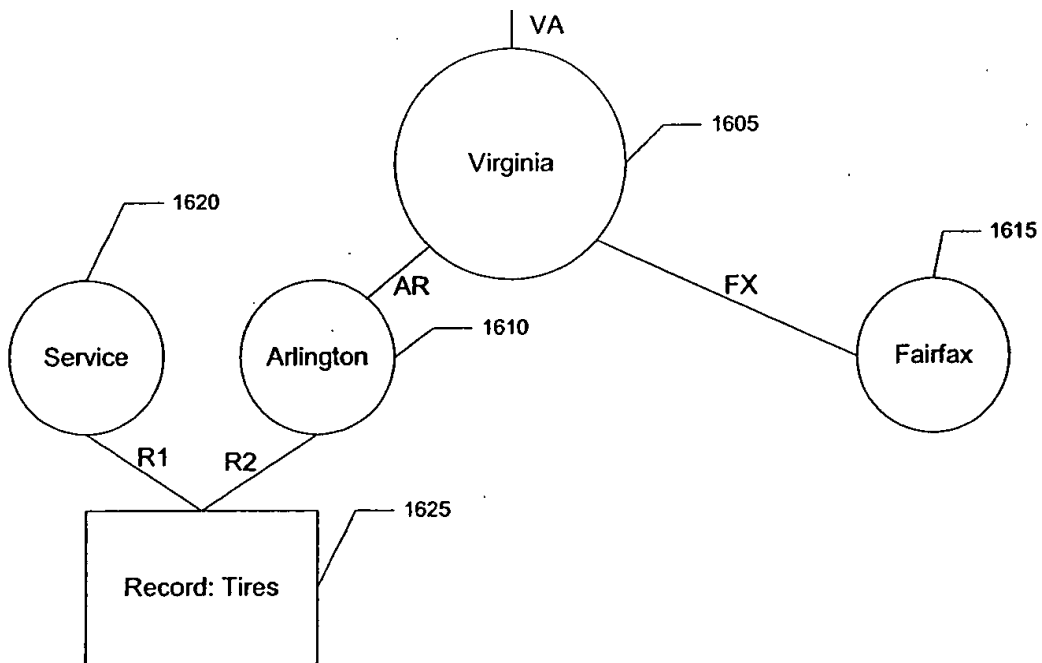 VA
1605
Virginia
1620
1615
AR
FX
1610
Service
Arlington
Fairfax
R1
R2
1625
Record: Tires